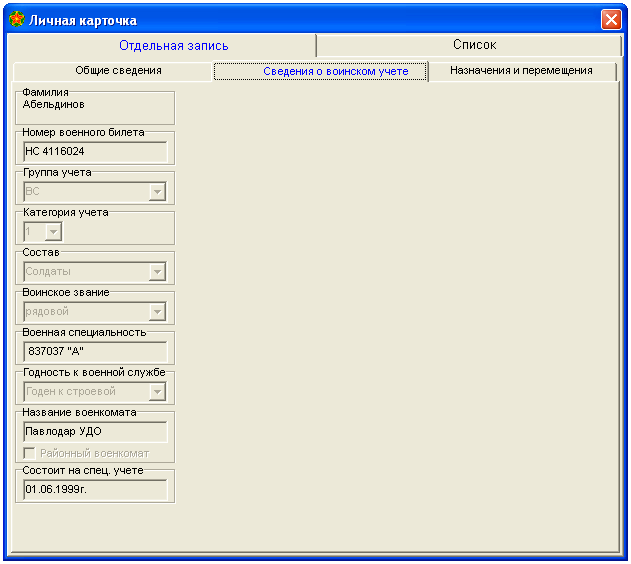 Личная карточка
Отдельная запись
Список
Общие сведения
Сведения о воинском учете
Назначения и перемещения
Фамилия
Абельдинов
Номер военного билета
НС 4116024
Группа учета
ВС
Категория учета
1
Состав
Солдаты
Воинское звание
рядовой
Военная специальность
837037 "А"
Годность к военной службе
Годен к строевой
Название военкомата
Павлодар УДО
Районный военкомат
Состоит на спец. учете
01.06.1999г.